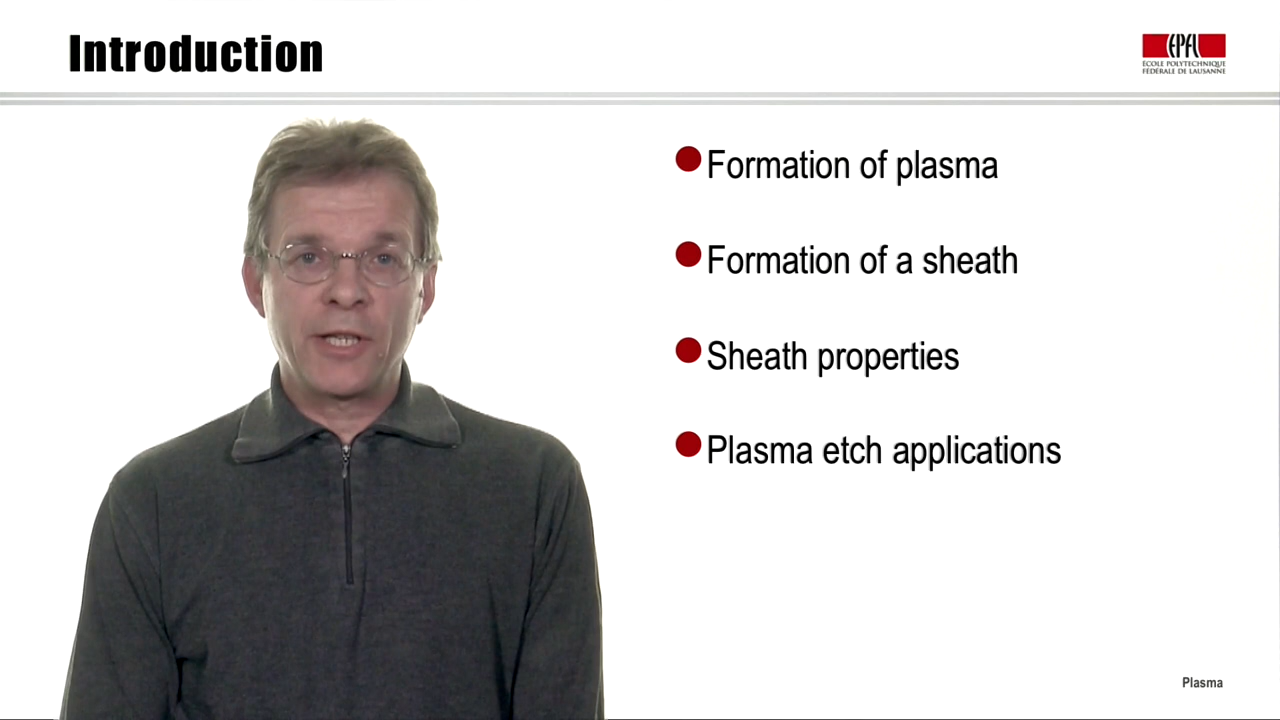 Introduction
EPFL
ÉCOLE POLYTECHNIQUE
FÉDÉRALE DE LAUSANNE
Formation of plasma
Formation of a sheath
Sheath properties
Plasma etch applications
Plasma